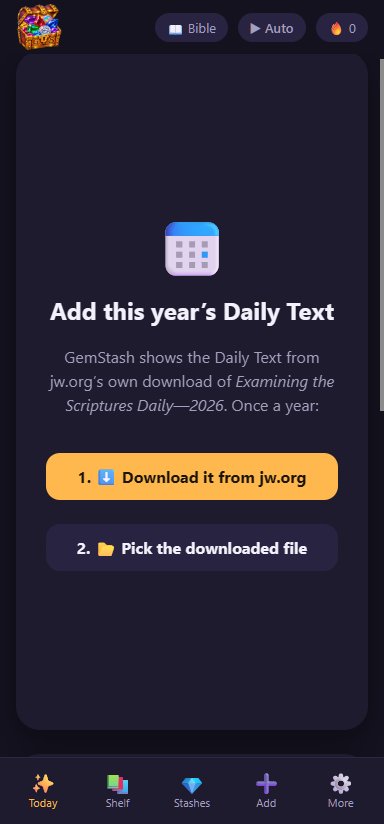 Bible
Auto
0
Add this year’s Daily Text
GemStash shows the Daily Text from
jw.org’s own download of Examining the
Scriptures Daily—2026. Once a year:
1. Download it from jw.org
2. Pick the downloaded file
Today
Shelf
Stashes
Add
More